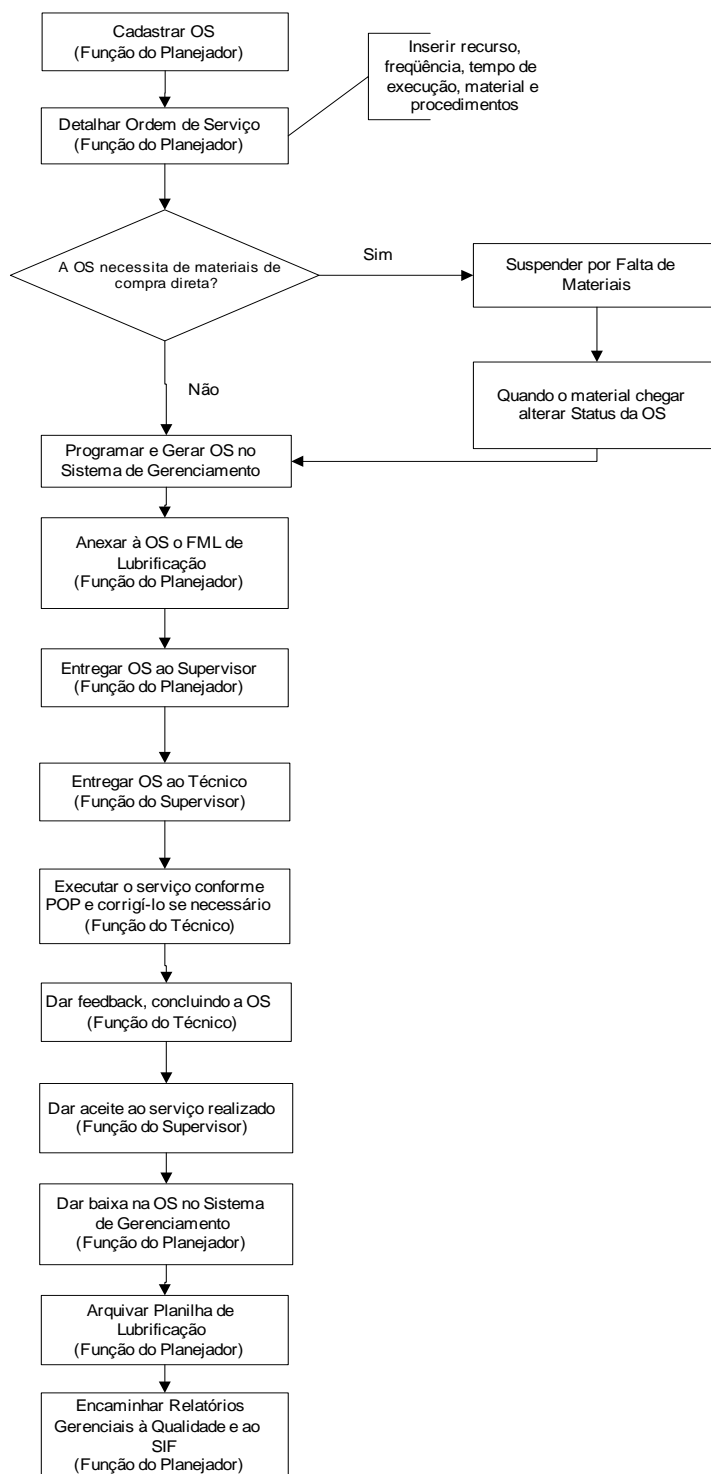 Cadastrar OS
(Função do Planejador)
Inserir recurso,
freqüência, tempo de
execução, material e
procedimentos
Detalhar Ordem de Serviço
(Função do Planejador)
A OS necessita de materiais de
compra direta?
Sim
Suspender por Falta de
Materiais
Não
Quando o material chegar
alterar Status da OS
Programar e Gerar OS no
Sistema de Gerenciamento
Anexar à OS o FML de
Lubrificação
(Função do Planejador)
Entregar OS ao Supervisor
(Função do Planejador)
Entregar OS ao Técnico
(Função do Supervisor)
Executar o serviço conforme
POP e corrigí-lo se necessário
(Função do Técnico)
Dar feedback, concluindo a OS
(Função do Técnico)
Dar aceite ao serviço realizado
(Função do Supervisor)
Dar baixa na OS no Sistema
de Gerenciamento
(Função do Planejador)
Arquivar Planilha de
Lubrificação
(Função do Planejador)
Encaminhar Relatórios
Gerenciais à Qualidade e ao
SIF
(Função do Planejador)